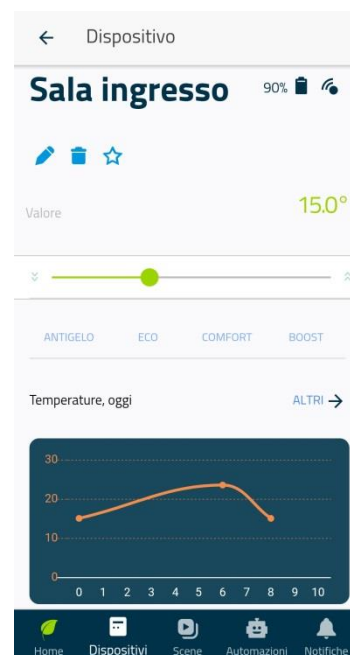 Dispositivo
Sala ingresso 90%
Valore 15.0°
ANTIGELO ECO COMFORT BOOST
Temperature, oggi ALTRI
30
20
10
0
0 1 2 3 4 5 6 7 8 9 10
Home Dispositivi Scene Automazioni Notifiche